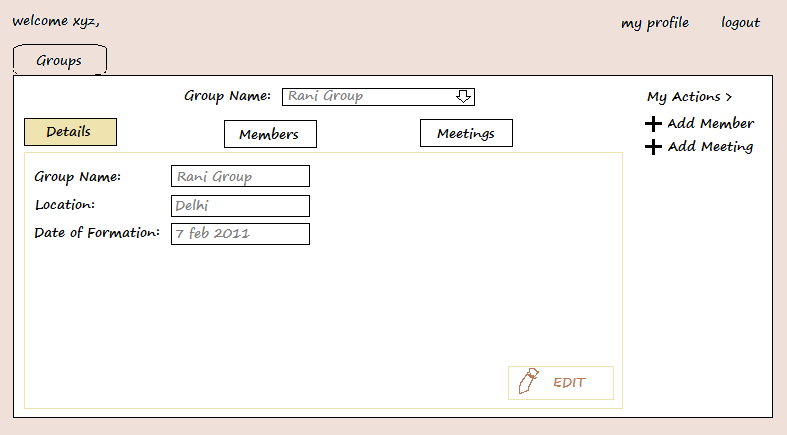 welcome xyz,
my profile logout
Groups
Group Name: Rani Group
My Actions >
Details Members Meetings
Add Member
Add Meeting
Group Name: Rani Group
Location: Delhi
Date of Formation: 7 feb 2011
EDIT